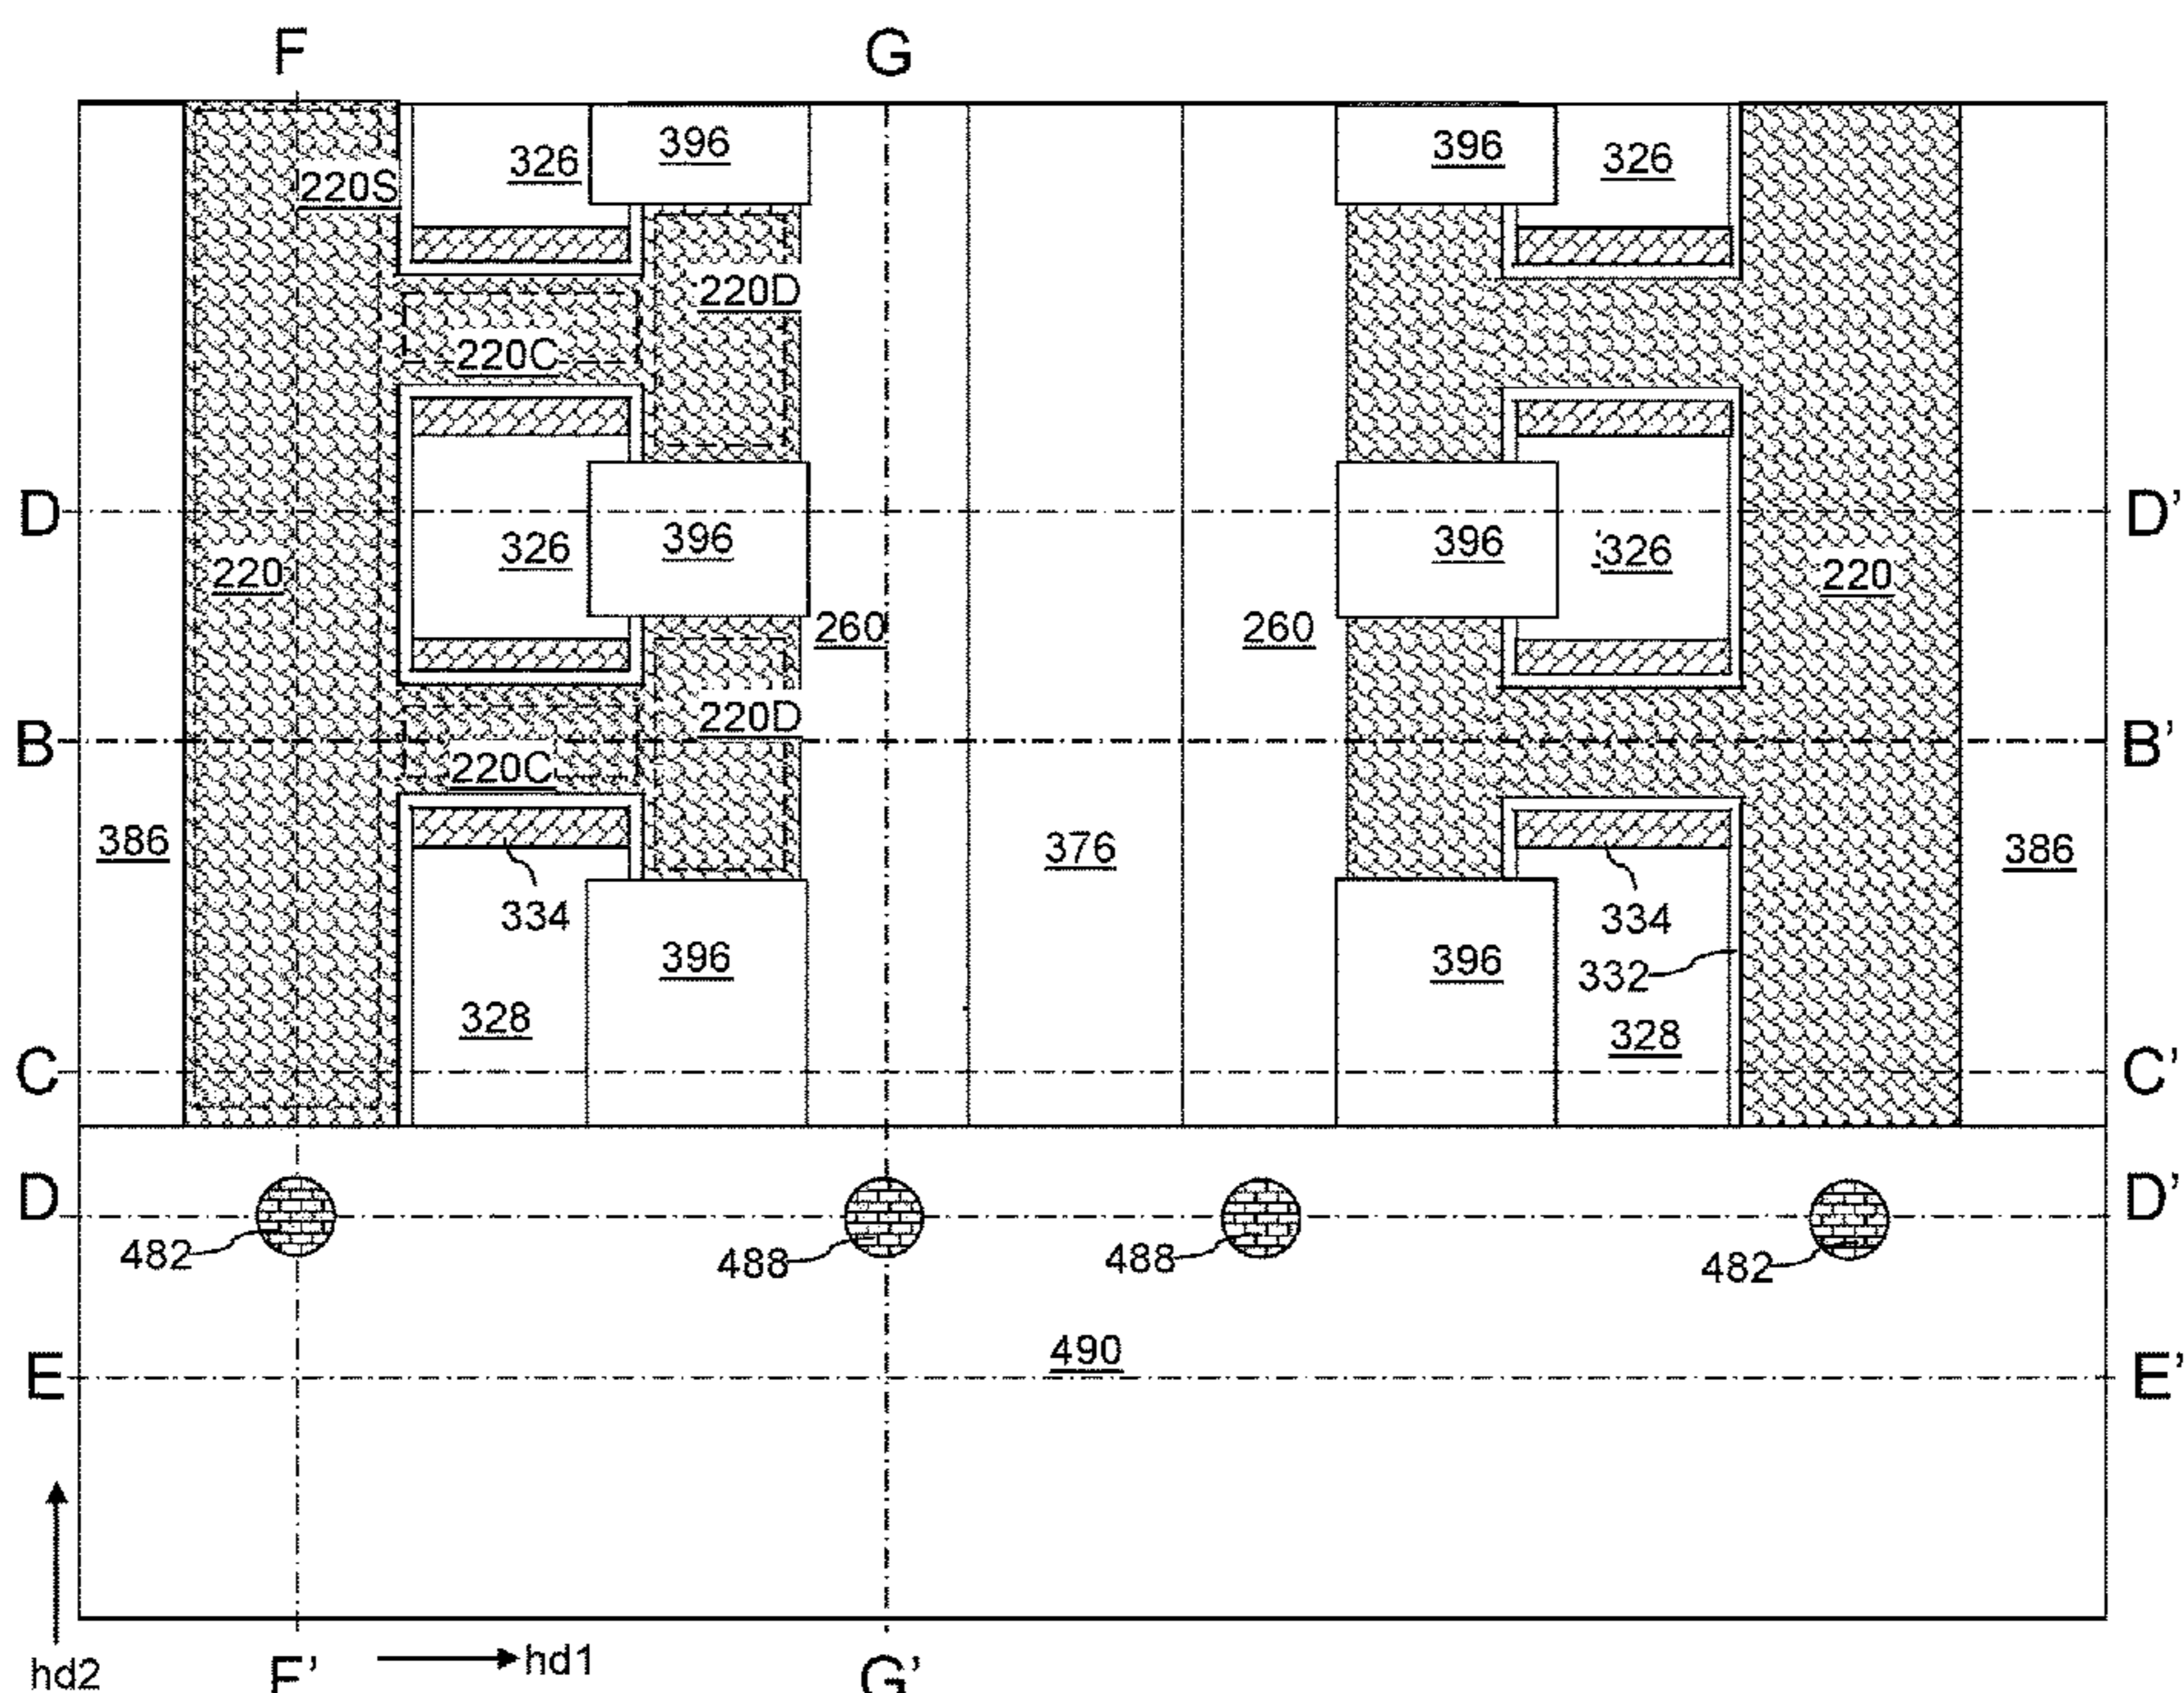 F G
326 396 396 326
220S
220D
220C
D 326 396 396 326 D'
220 220
260 260
220D
B B'
220C
386 376 386
334 334
396 396
332
328 328
C C'
D D'
482 488 488 482
490
E E'
hd2 F' hd1 G'